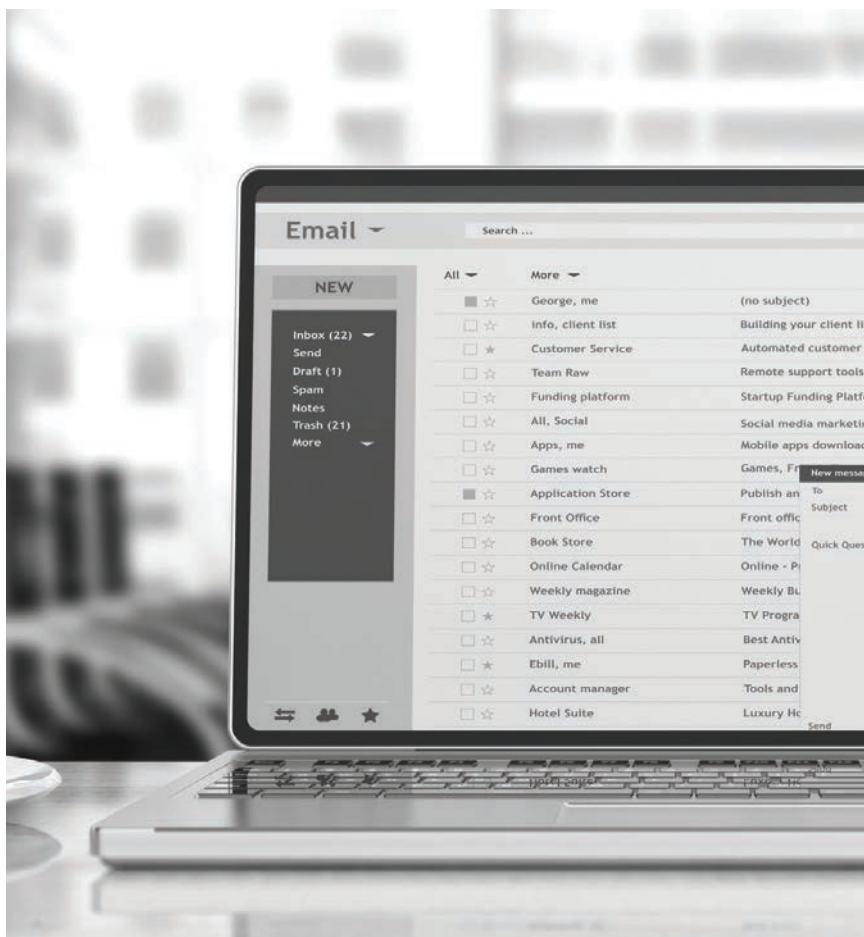 Email
Search ...
NEW
Inbox (22)
Send
Draft (1)
Spam
Notes
Trash (21)
More
All More
George, me (no subject)
Info, client list Building your client li
Customer Service Automated customer
Team Raw Remote support tools
Funding platform Startup Funding Platf
All, Social Social media marketi
Apps, me Mobile apps download
Games watch Games, Fr
Application Store Publish an
Front Office Front offic
Book Store The World
Online Calendar Online - P
Weekly magazine Weekly Bu
TV Weekly TV Progra
Antivirus, all Best Antiv
Ebill, me Paperless
Account manager Tools and
Hotel Suite Luxury Ho
New messa
To
Subject
Quick Ques
Send